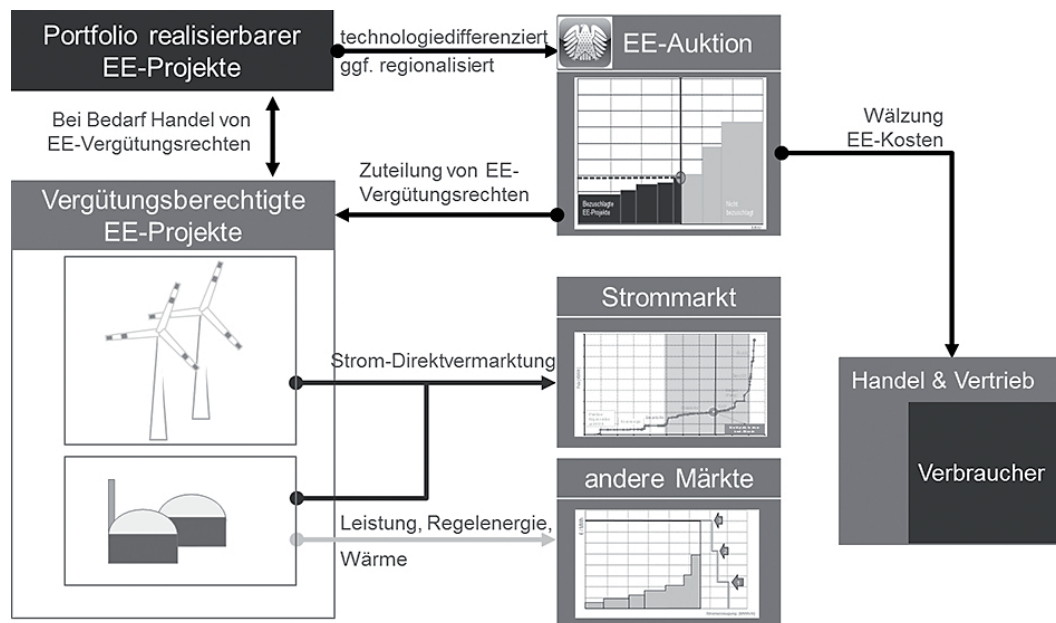 Portfolio realisierbarer
EE-Projekte
technologiedifferenziert
ggf. regionalisiert
EE-Auktion
Bei Bedarf Handel von
EE-Vergütungsrechten
Wälzung
EE-Kosten
Bezuschlagte
EE-Projekte
Nicht
bezuschlagt
Zuteilung von EE-
Vergütungsrechten
Vergütungsberechtigte
EE-Projekte
Strommarkt
Strom-Direktvermarktung
Handel & Vertrieb
Verbraucher
andere Märkte
Leistung, Regelenergie,
Wärme